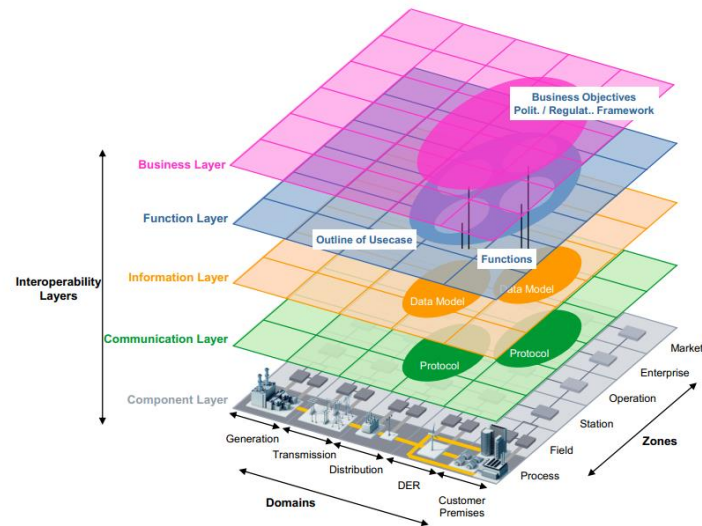 Business Objectives
Polit. / Regulat.. Framework
Business Layer
Function Layer
Outline of Usecase
Functions
Interoperability
Layers
Information Layer
Data Model
Data Model
Communication Layer
Protocol
Protocol
Component Layer
Market
Enterprise
Operation
Station
Field
Process
Zones
Generation
Transmission
Distribution
DER
Customer
Premises
Domains